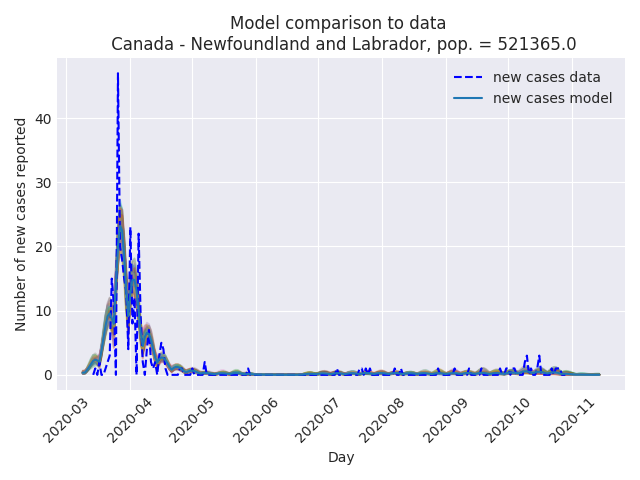 Model comparison to data
Canada - Newfoundland and Labrador, pop. = 521365.0
new cases data
new cases model
Number of new cases reported
40
30
20
10
0
2020-03
2020-04
2020-05
2020-06
2020-07
2020-08
2020-09
2020-10
2020-11
Day